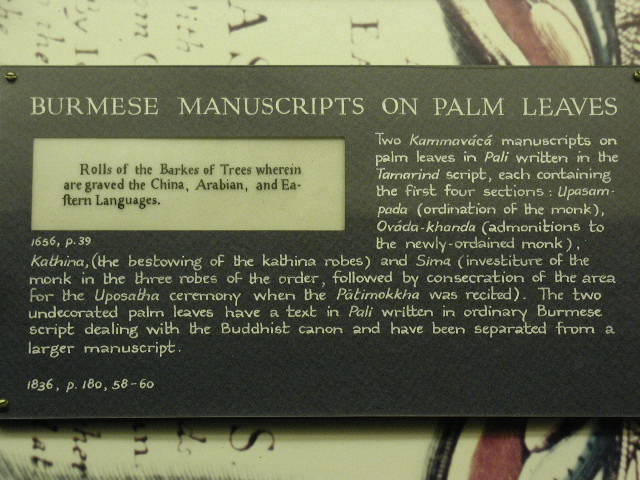 BURMESE MANUSCRIPTS ON PALM LEAVES
Rolls of the Barkes of Trees wherein
are graved the China, Arabian, and Ea-
stern Languages.
1656, p.39
Two Kammavácá manuscripts on
palm leaves in Pali written in the
Tamarind script, each containing
the first four sections: Upasam-
pada (ordination of the monk),
Ováda-khanda (admonitions to
the newly-ordained monk),
Kathina, (the bestowing of the kathina robes) and Sima (investiture of the
monk in the three robes of the order, followed by consecration of the area
for the Uposatha ceremony when the Pátimokkha was recited). The two
undecorated palm leaves have a text in Pali written in ordinary Burmese
script dealing with the Buddhist canon and have been separated from a
larger manuscript.
1836, p. 180, 58-60